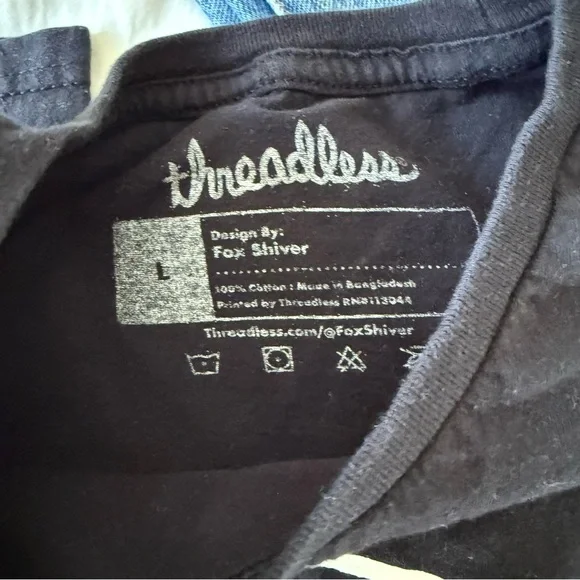 threadless
L
Design By:
Fox Shiver
100% Cotton : Made in Bangladesh
Printed by Threadless RN#113044
Threadless.com/@FoxShiver